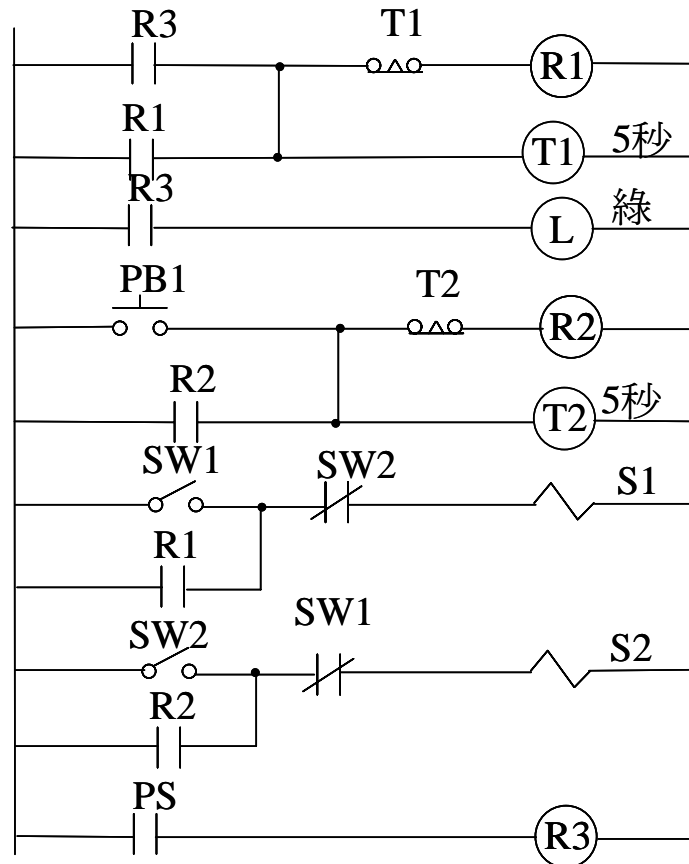 R3 T1
R1
R1 T1 5秒
R3 L 綠
PB1 T2
R2
R2 T2 5秒
SW1 SW2 S1
R1
SW2 SW1 S2
R2
PS
R3